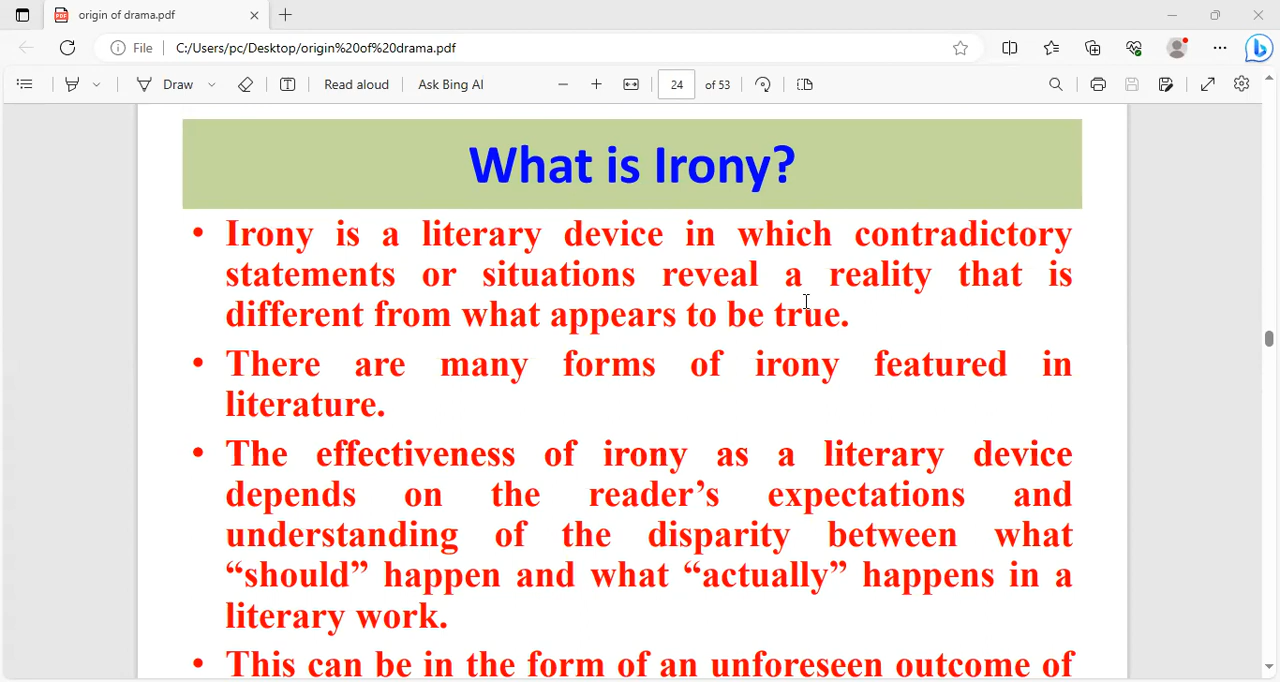 origin of drama.pdf
File
C:/Users/pc/Desktop/origin%20of%20drama.pdf
Draw
Read aloud
Ask Bing AI
24
of 53
What is Irony?
• Irony is a literary device in which contradictory
statements or situations reveal a reality that is
different from what appears to be true.
• There are many forms of irony featured in
literature.
• The effectiveness of irony as a literary device
depends on the reader’s expectations and
understanding of the disparity between what
“should” happen and what “actually” happens in a
literary work.
• This can be in the form of an unforeseen outcome of